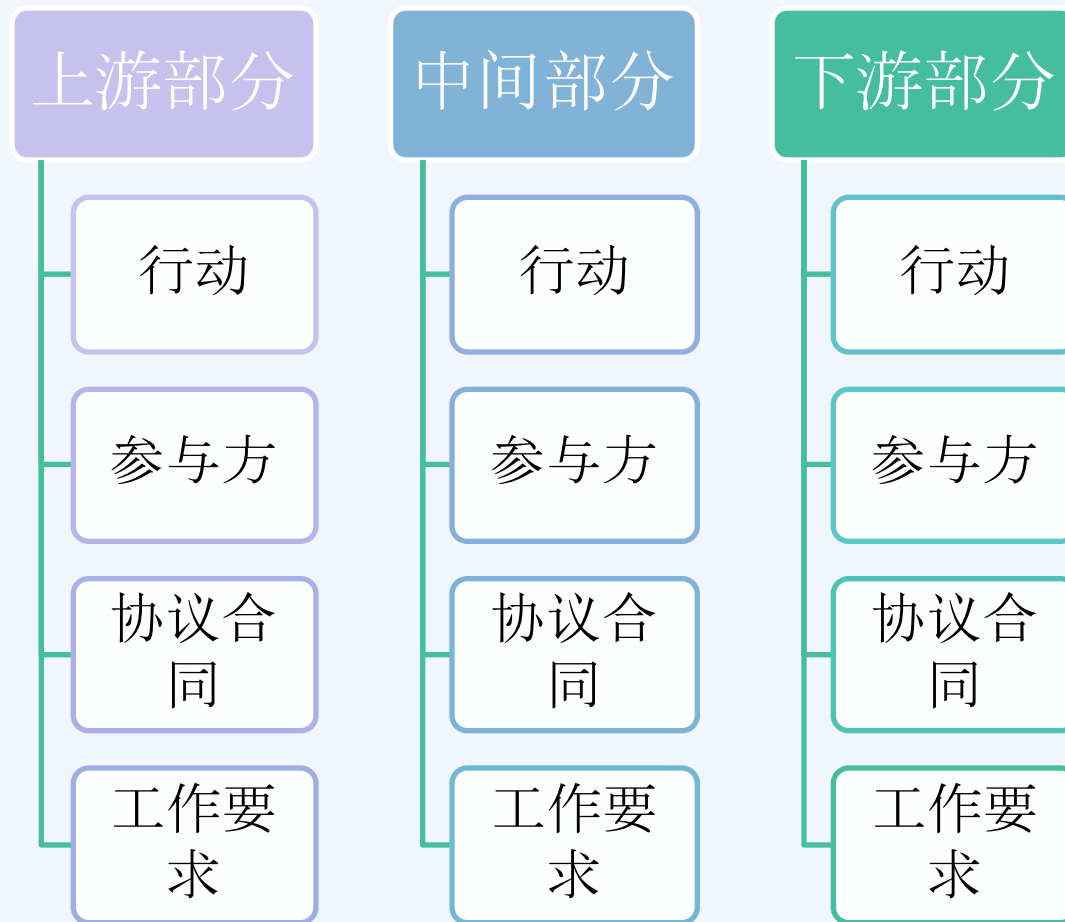 上游部分
行动
参与方
协议合
同
工作要
求
中间部分
行动
参与方
协议合
同
工作要
求
下游部分
行动
参与方
协议合
同
工作要
求